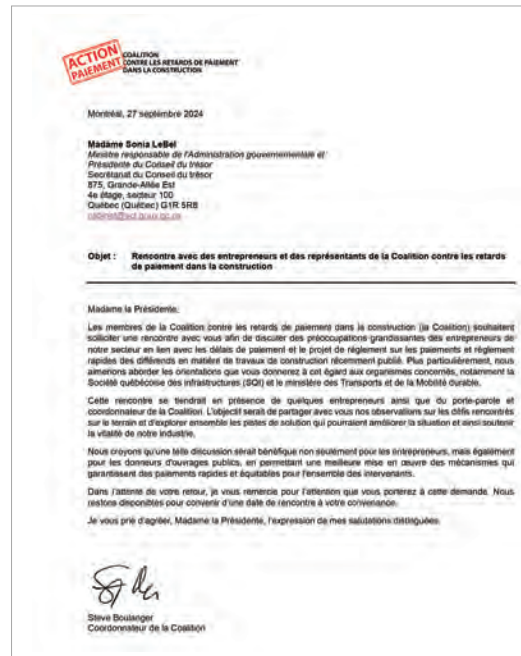 ACTION
PAIEMENT
COALITION
CONTRE LES RETARDS DE PAIEMENT
DANS LA CONSTRUCTION
Montréal, 27 septembre 2024
Madame Sonia LeBel
Ministre responsable de l'Administration gouvernementale et
Présidente du Conseil du trésor
Secrétariat du Conseil du trésor
875, Grande-Allée Est
4e étage, secteur 100
Québec (Québec) G1R 5R8
cabinet@sct.gouv.qc.ca
Objet : Rencontre avec des entrepreneurs et des représentants de la Coalition contre les retards
de paiement dans la construction
Madame la Présidente,
Les membres de la Coalition contre les retards de paiement dans la construction (la Coalition) souhaitent
solliciter une rencontre avec vous afin de discuter des préoccupations grandissantes des entrepreneurs de
notre secteur en lien avec les délais de paiement et le projet de règlement sur les paiements et règlement
rapides des différends en matière de travaux de construction récemment publié. Plus particulièrement, nous
aimerions aborder les orientations que vous donnerez à cet égard aux organismes concernés, notamment la
Société québécoise des infrastructures (SQI) et le ministère des Transports et de la Mobilité durable.
Cette rencontre se tiendrait en présence de quelques entrepreneurs ainsi que du porte-parole et
coordonnateur de la Coalition. L'objectif serait de partager avec vous nos observations sur les défis rencontrés
sur le terrain et d'explorer ensemble les pistes de solution qui pourraient améliorer la situation et ainsi soutenir
la vitalité de notre industrie.
Nous croyons qu'une telle discussion serait bénéfique non seulement pour les entrepreneurs, mais également
pour les donneurs d'ouvrages publics, en permettant une meilleure mise en œuvre des mécanismes qui
garantissent des paiements rapides et équitables pour l'ensemble des intervenants.
Dans l'attente de votre retour, je vous remercie pour l'attention que vous porterez à cette demande. Nous
restons disponibles pour convenir d'une date de rencontre à votre convenance.
Je vous prie d'agréer, Madame la Présidente, l'expression de mes salutations distinguées.
Steve Boulanger
Coordonnateur de la Coalition